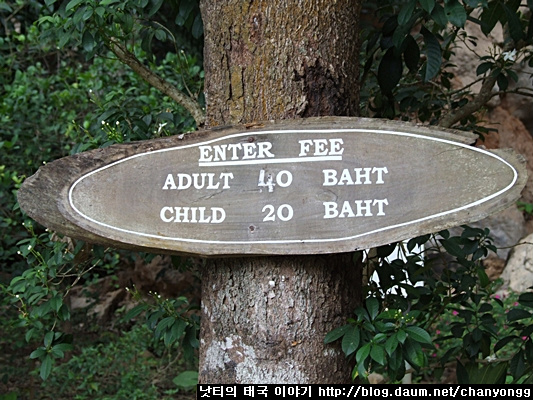 ENTER FEE
ADULT 40 BAHT
CHILD 20 BAHT
낫티의 태국 이야기 http://blog.daum.net/chanyongg